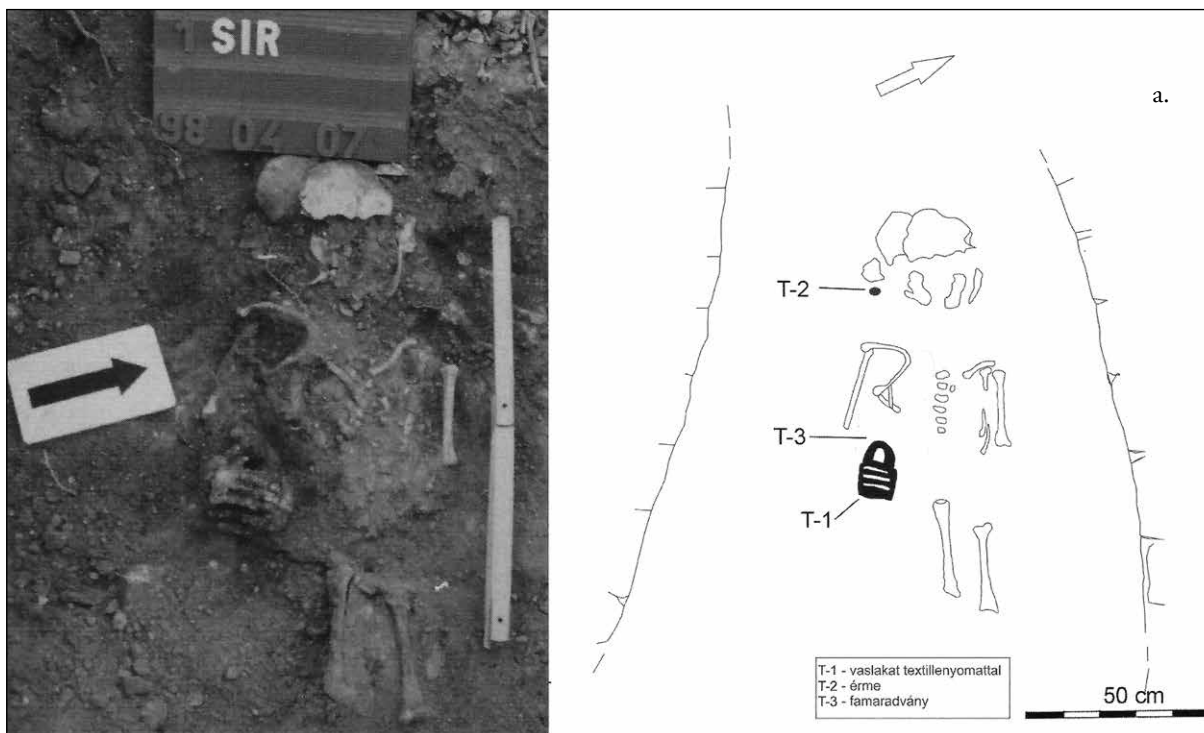 1 SIR
98 04 07
a.
T-2
T-3
T-1
T-1 - vaslakat textillenyomattal
T-2 - érme
T-3 - famaradvány
50 cm